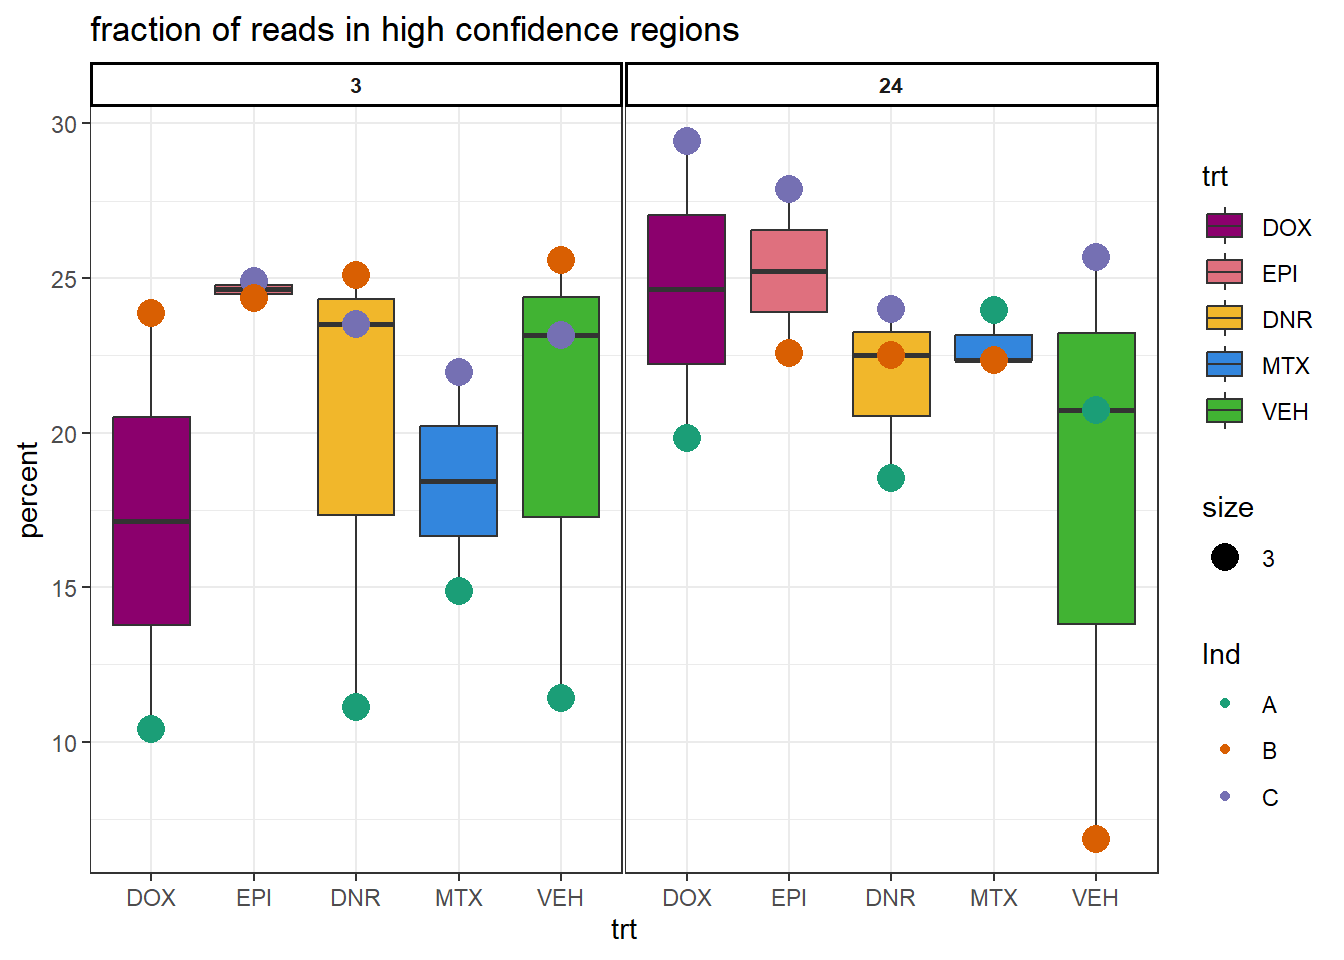 fraction of reads in high confidence regions
3
24
percent
30
25
20
15
10
DOX
EPI
DNR
MTX
VEH
DOX
EPI
DNR
MTX
VEH
trt
trt
DOX
EPI
DNR
MTX
VEH
size
3
Ind
A
B
C